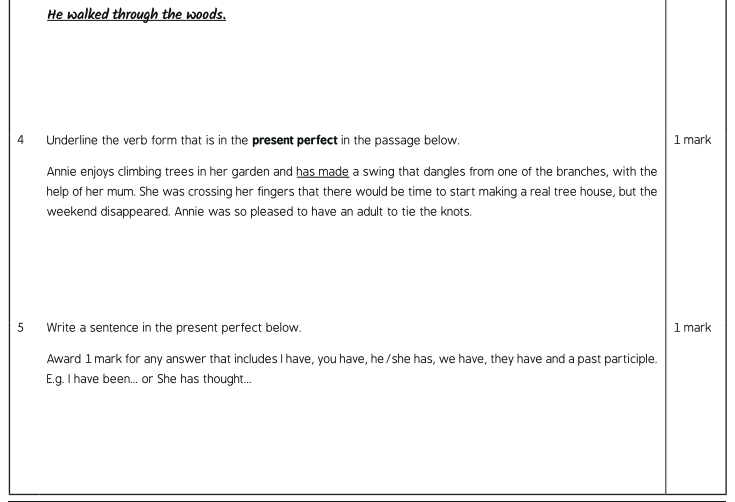 He walked through the woods.
4 Underline the verb form that is in the present perfect in the passage below. 1 mark
Annie enjoys climbing trees in her garden and has made a swing that dangles from one of the branches, with the
help of her mum. She was crossing her fingers that there would be time to start making a real tree house, but the
weekend disappeared. Annie was so pleased to have an adult to tie the knots.
5 Write a sentence in the present perfect below. 1 mark
Award 1 mark for any answer that includes I have, you have, he/she has, we have, they have and a past participle.
E.g. I have been... or She has thought...